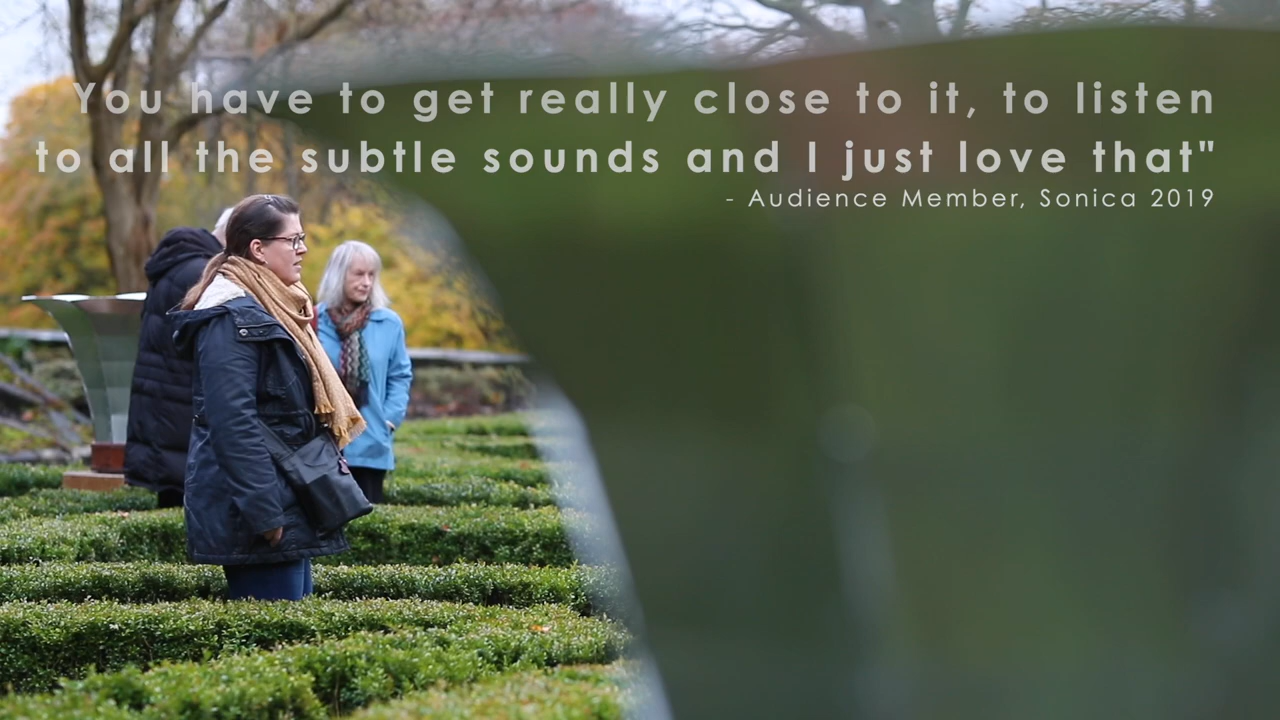 You have to get really close to it, to listen
to all the subtle sounds and I just love that"
- Audience Member, Sonica 2019